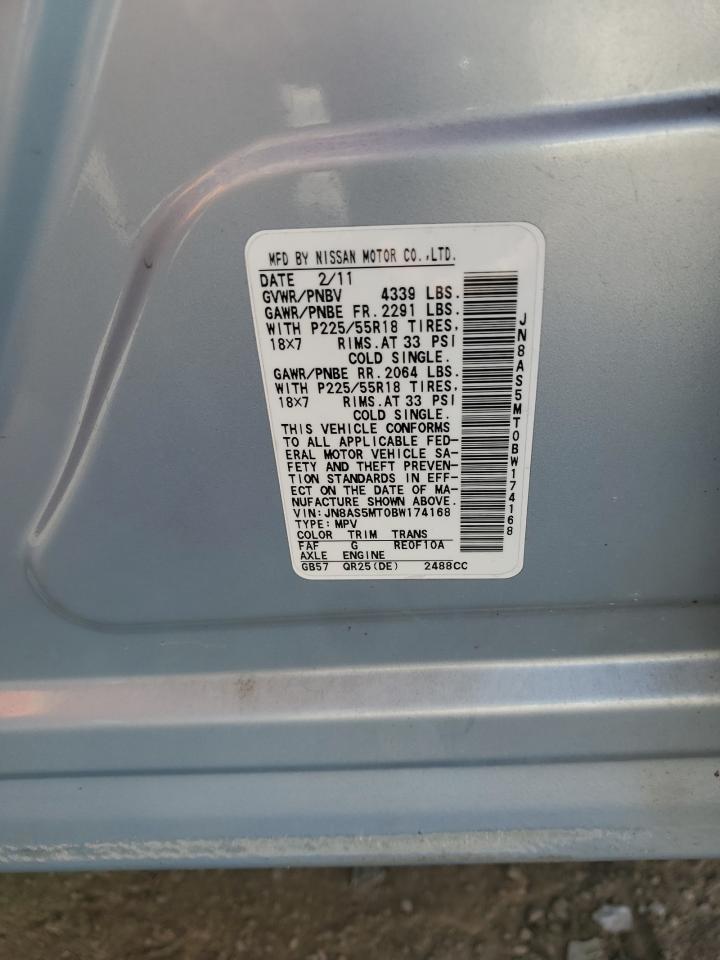 MFD BY NISSAN MOTOR CO.,LTD.
DATE 2/11
GVWR/PNBV 4339 LBS.
GAWR/PNBE FR. 2291 LBS.
WITH P225/55R18 TIRES,
18X7 RIMS.AT 33 PSI
COLD SINGLE.
GAWR/PNBE RR. 2064 LBS.
WITH P225/55R18 TIRES,
18X7 RIMS.AT 33 PSI
COLD SINGLE.
THIS VEHICLE CONFORMS
TO ALL APPLICABLE FED-
ERAL MOTOR VEHICLE SA-
FETY AND THEFT PREVEN-
TION STANDARDS IN EFF-
ECT ON THE DATE OF MA-
NUFACTURE SHOWN ABOVE.
VIN: JN8AS5MT0BW174168
TYPE: MPV
COLOR TRIM TRANS
FAF G RE0F10A
AXLE ENGINE
GB57 QR25(DE) 2488CC
JN8AS5MT0BW174168